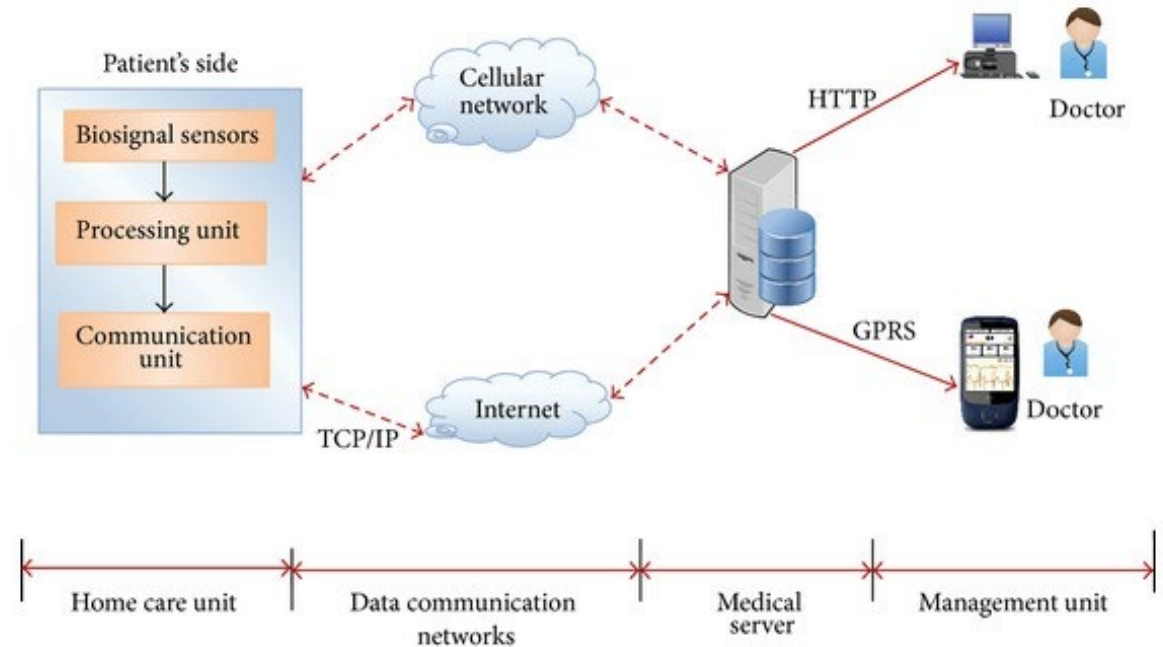 Patient's side
Biosignal sensors
Processing unit
Communication
unit
Cellular
network
Internet
TCP/IP
HTTP
GPRS
Doctor
Doctor
Home care unit
Data communication
networks
Medical
server
Management unit